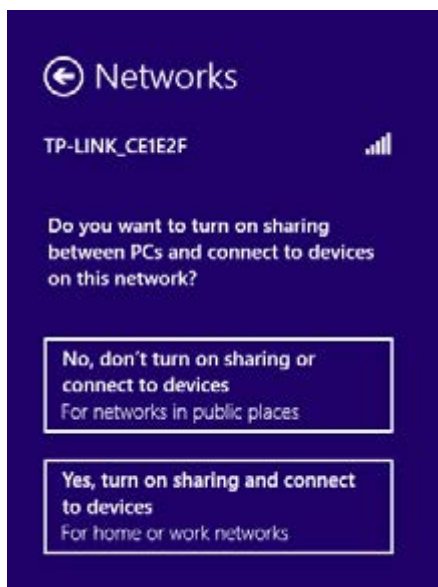 Networks
TP-LINK_CE1E2F
Do you want to turn on sharing
between PCs and connect to devices
on this network?
No, don't turn on sharing or
connect to devices
For networks in public places
Yes, turn on sharing and connect
to devices
For home or work networks